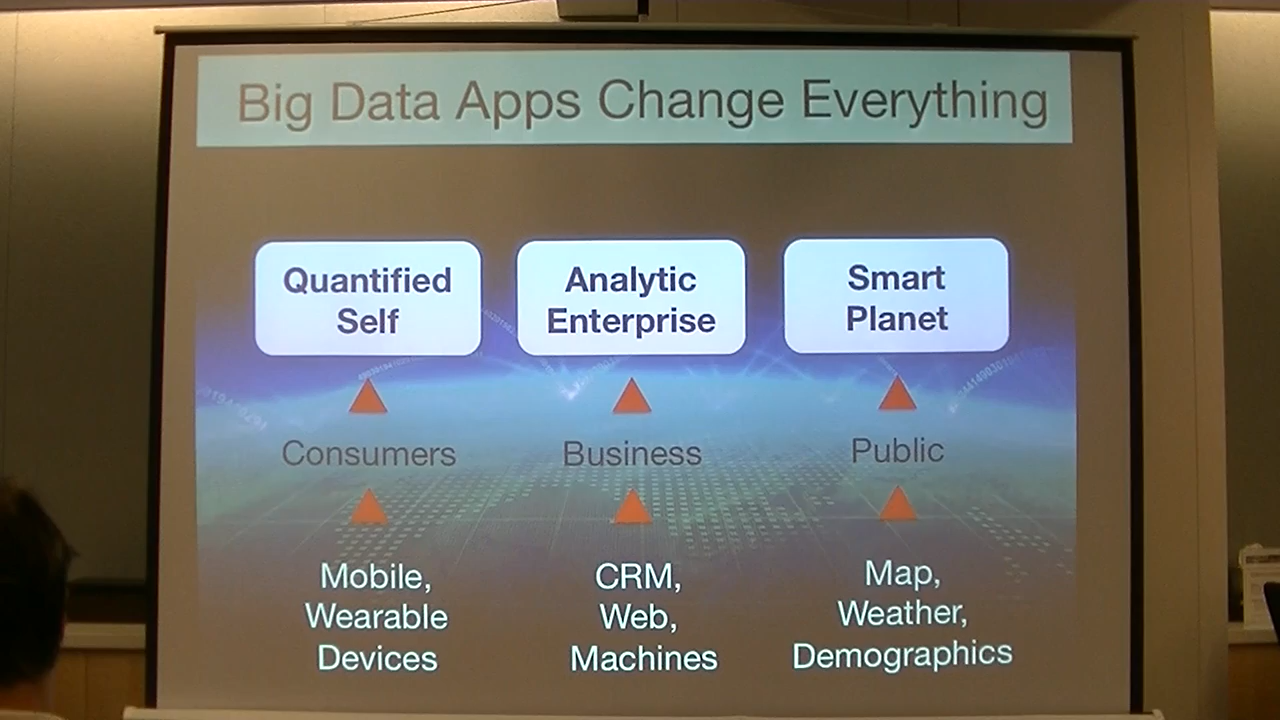 Big Data Apps Change Everything
Quantified
Self
Analytic
Enterprise
Smart
Planet
Consumers
Business
Public
Mobile,
Wearable
Devices
CRM,
Web,
Machines
Map,
Weather,
Demographics